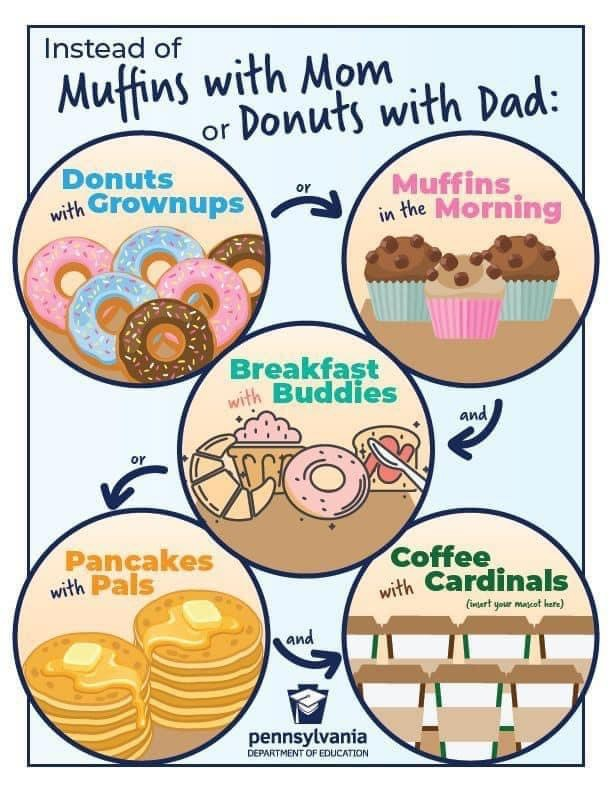 Instead of
Muffins with Mom
or Donuts with Dad:
Donuts
with Grownups
or
Muffins
in the Morning
and
Breakfast
with Buddies
or
Pancakes
with Pals
and
Coffee
with Cardinals
(insert your mascot here)
pennsylvania
DEPARTMENT OF EDUCATION